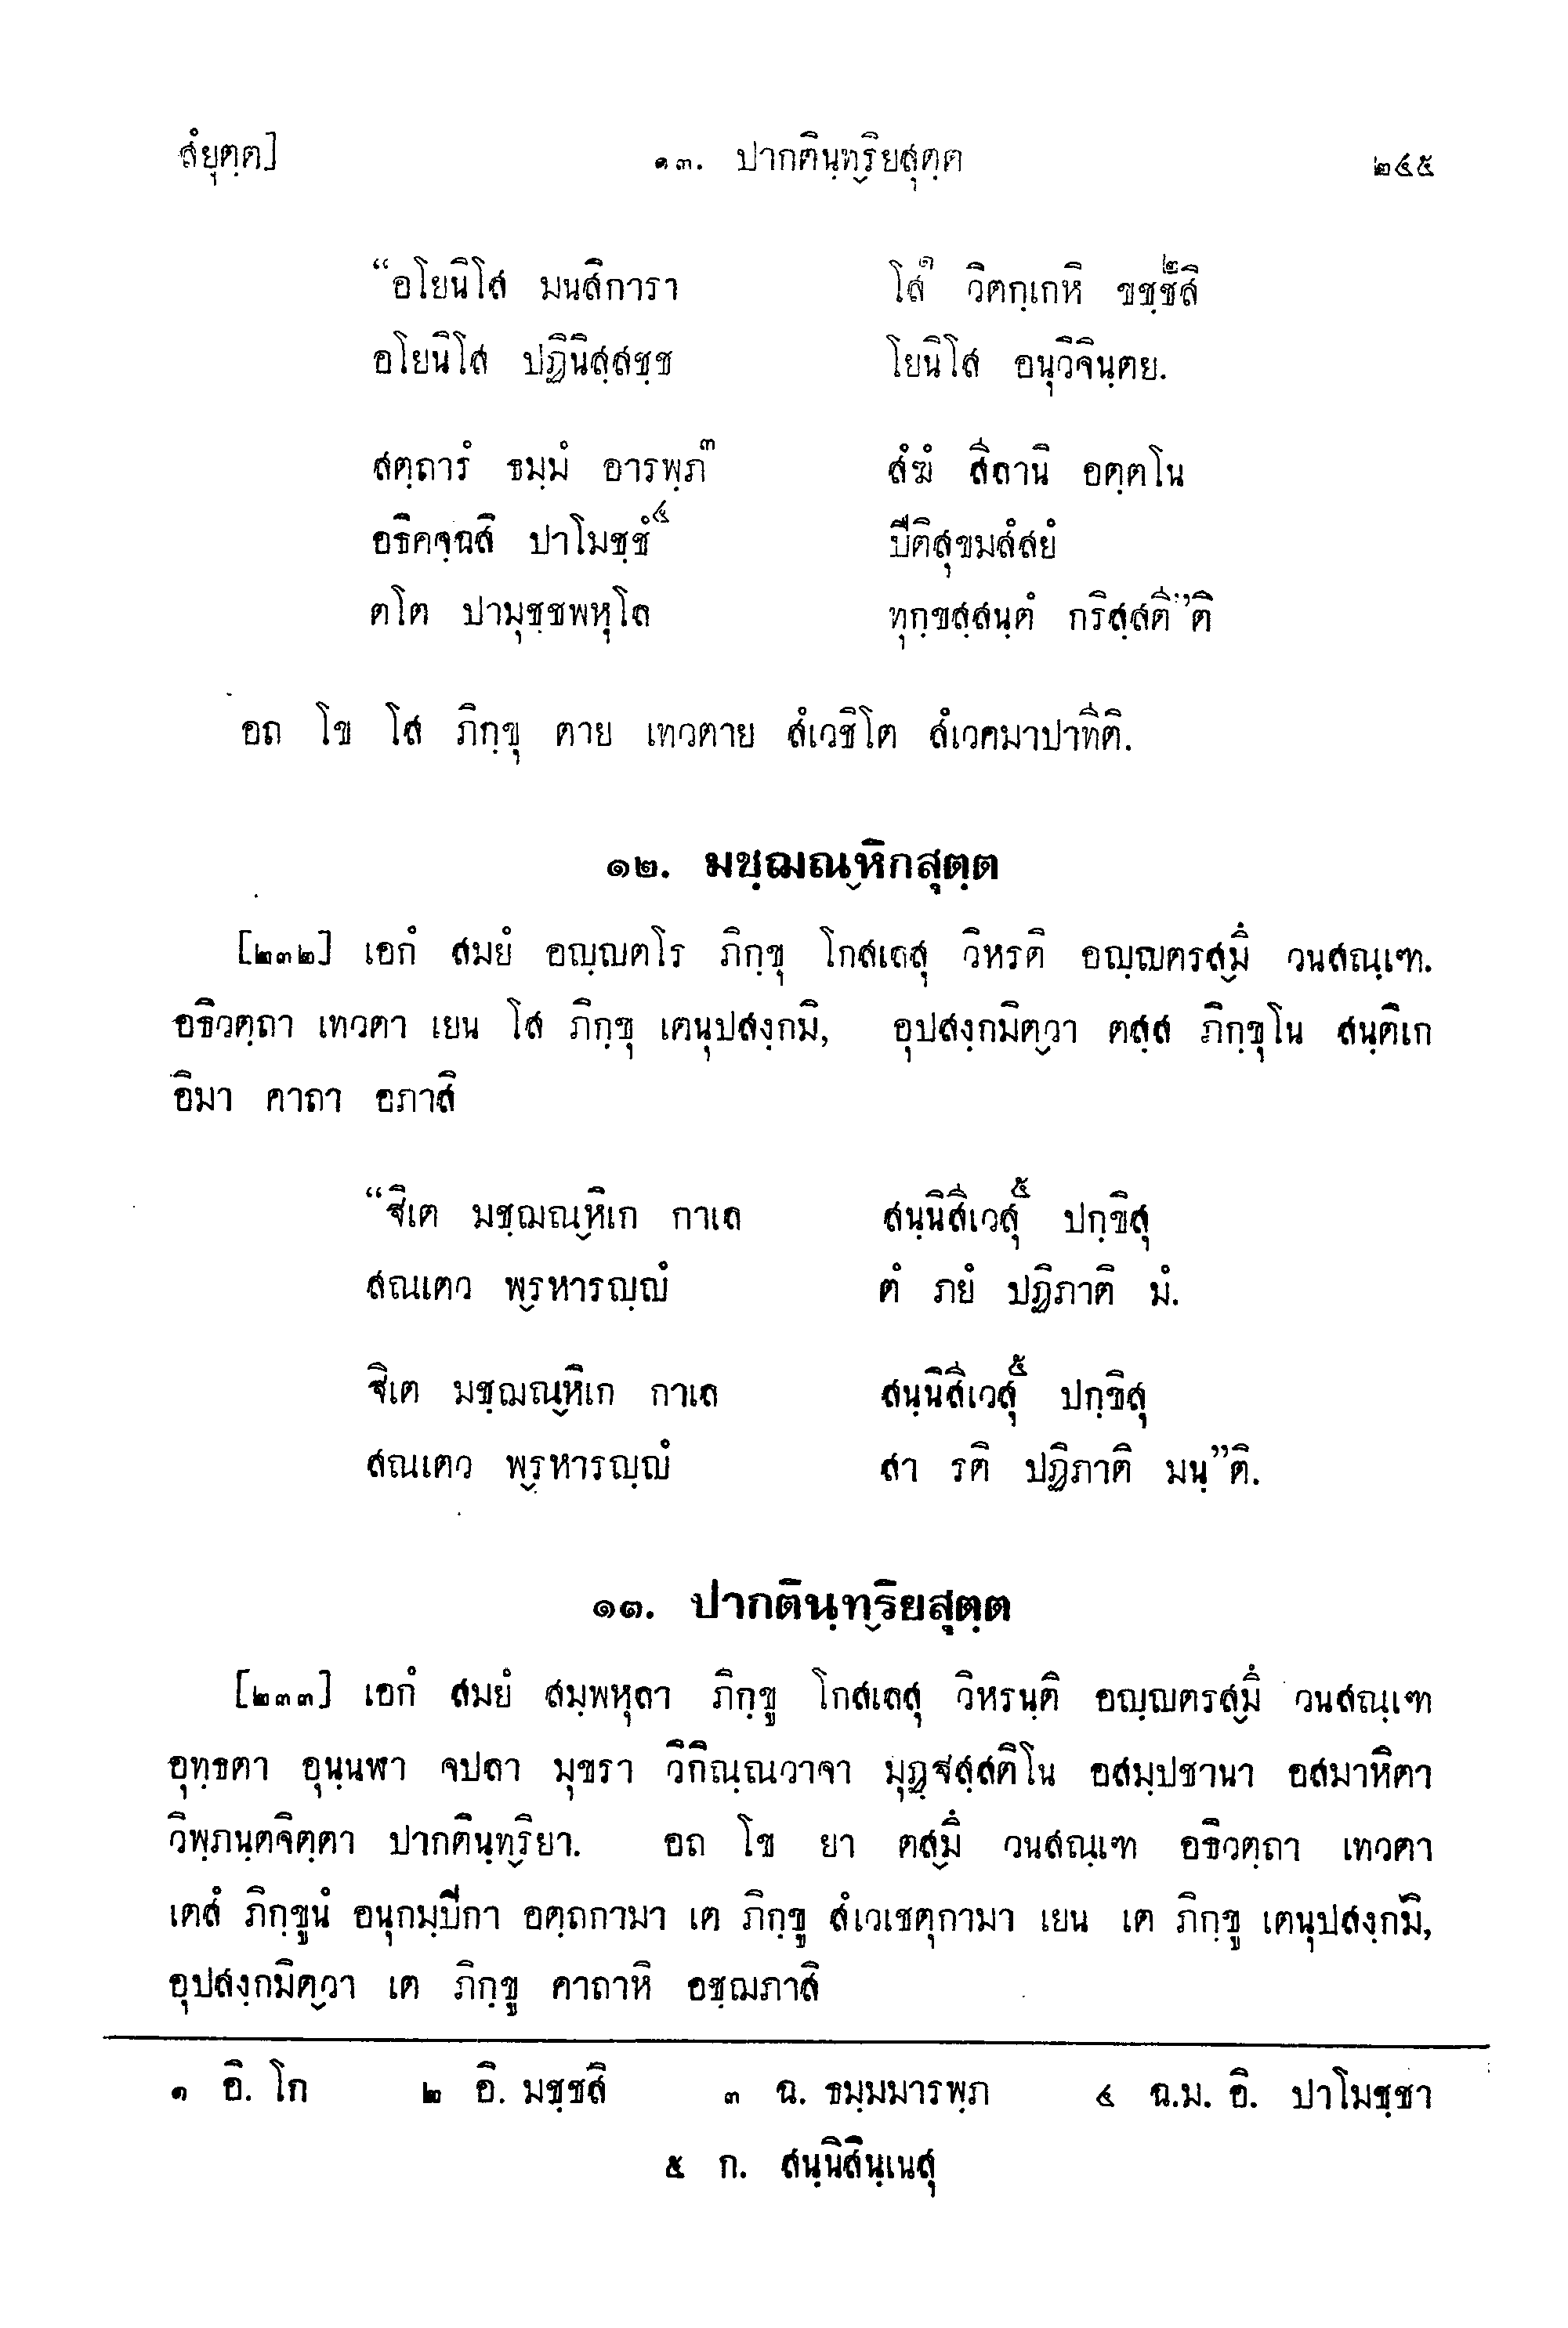 สํยุตฺต] ๑๓. ปากตินฺทฺริยสุตฺต ๒๔๕
“อโยนิโส มนสิการา โส๑ วิตกฺเกหิ ขชฺชสิ๒
อโยนิโส ปฏินิสฺสชฺช โยนิโส อนุวิจินฺตย.
สตฺถารํ ธมฺมํ อารพฺภ๓ สํฆํ สีลานิ อตฺตโน
อธิคจฺฉสิ ปาโมชฺชํ๔ ปีติสุขมสํสยํ
ตโต ปามุชฺชพหุโล ทุกฺขสฺสนฺตํ กริสฺสสี”ติ
อถ โข โส ภิกฺขุ ตาย เทวตาย สํเวชิโต สํเวคมาปาทีติ.
๑๒. มชฺฌณฺหิกสุตฺต
[๒๓๒] เอกํ สมยํ อญฺญตโร ภิกฺขุ โกสเลสุ วิหรติ อญฺญตรสฺมึ วนสณฺเฑ.
อธิวตฺถา เทวตา เยน โส ภิกฺขุ เตนุปสงฺกมิ, อุปสงฺกมิตฺวา ตสฺส ภิกฺขุโน สนฺติเก
อิมา คาถา อภาสิ
“ฐิเต มชฺฌณฺหิเก กาเล สนฺนิสีเวสุ๕ ปกฺขิสุ
สณเตว พฺรหารญฺญํ ตํ ภยํ ปฏิภาติ มํ.
ฐิเต มชฺฌณฺหิเก กาเล สนฺนิสีเวสุ๕ ปกฺขิสุ
สณเตว พฺรหารญฺญํ สา รติ ปฏิภาติ มนฺ”ติ.
๑๓. ปากตินฺทฺริยสุตฺต
[๒๓๓] เอกํ สมยํ สมฺพหุลา ภิกฺขู โกสเลสุ วิหรนฺติ อญฺญตรสฺมึ วนสณฺเฑ
อุทฺธตา อุนฺนฬา จปลา มุขรา วิกิณฺณวาจา มุฏฺฐสฺสติโน อสมฺปชานา อสมาหิตา
วิพฺภนฺตจิตฺตา ปากตินฺทฺริยา. อถ โข ยา ตสฺมึ วนสณฺเฑ อธิวตฺถา เทวตา
เตสํ ภิกฺขูนํ อนุกมฺปิกา อตฺถกามา เต ภิกฺขู สํเวเชตุกามา เยน เต ภิกฺขู เตนุปสงฺกมิ,
อุปสงฺกมิตฺวา เต ภิกฺขู คาถาหิ อชฺฌภาสิ
๑ อิ. โก ๒ อิ. มชฺชสิ ๓ ฉ. ธมฺมมารพฺภ ๔ ฉ.ม. อิ. ปาโมชฺชา
๕ ก. สนฺนิสินฺเนสุ